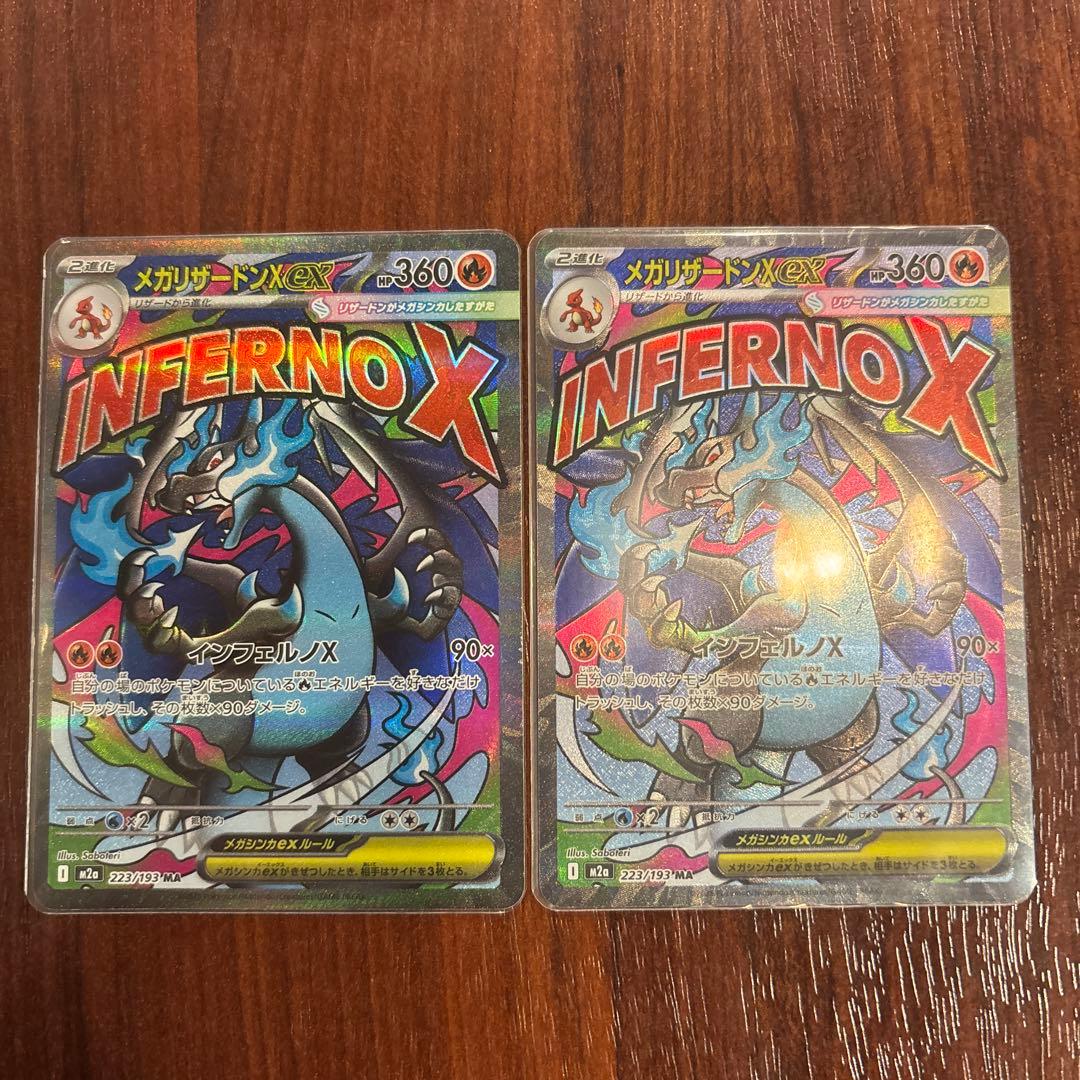 2進化
メガリザードンXex
HP360
リザードから進化
リザードンがメガシンカしたすがた
INFERNO X
インフェルノX
90×
自分の場のポケモンについているエネルギーを好きなだけ
トラッシュし、その枚数×90ダメージ。
弱点 ×2 抵抗力 にげる
メガシンカexルール
メガシンカexがきぜつしたとき、相手はサイドを3枚とる。
Illus. Saboteri
I m2a 223/193 MA
2進化
メガリザードンXex
HP360
リザードから進化
リザードンがメガシンカしたすがた
INFERNO X
インフェルノX
90×
自分の場のポケモンについているエネルギーを好きなだけ
トラッシュし、その枚数×90ダメージ。
弱点 ×2 抵抗力 にげる
メガシンカexルール
メガシンカexがきぜつしたとき、相手はサイドを3枚とる。
Illus. Saboteri
I m2a 223/193 MA